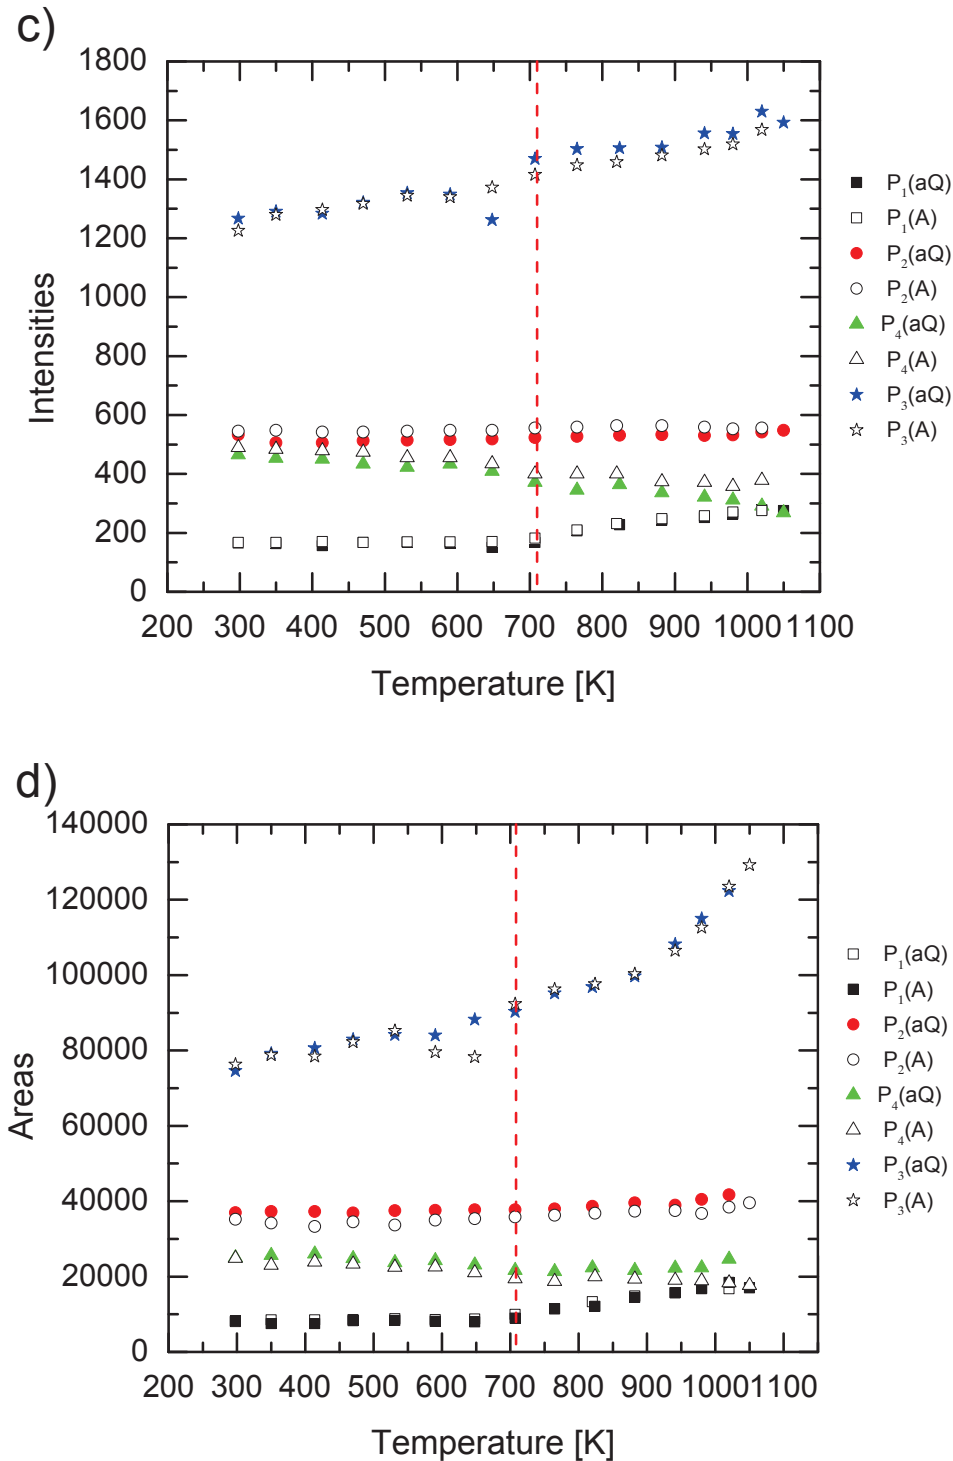 c)
1800
1600
1400
1200
1000
800
600
400
200
0
Intensities
200 300 400 500 600 700 800 900 1000 1100
Temperature [K]
P1(aQ)
P1(A)
P2(aQ)
P2(A)
P4(aQ)
P4(A)
P3(aQ)
P3(A)
d)
140000
120000
100000
80000
60000
40000
20000
0
Areas
200 300 400 500 600 700 800 900 1000 1100
Temperature [K]
P1(aQ)
P1(A)
P2(aQ)
P2(A)
P4(aQ)
P4(A)
P3(aQ)
P3(A)